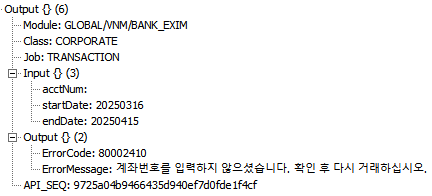 Output {} (6)
Module: GLOBAL/VNM/BANK_EXIM
Class: CORPORATE
Job: TRANSACTION
Input {} (3)
acctNum:
startDate: 20250316
endDate: 20250415
Output {} (2)
ErrorCode: 80002410
ErrorMessage: 계좌번호를 입력하지 않으셨습니다. 확인 후 다시 거래하십시오.
API_SEQ: 9725a04b9466435d940ef7d0fde1f4cf